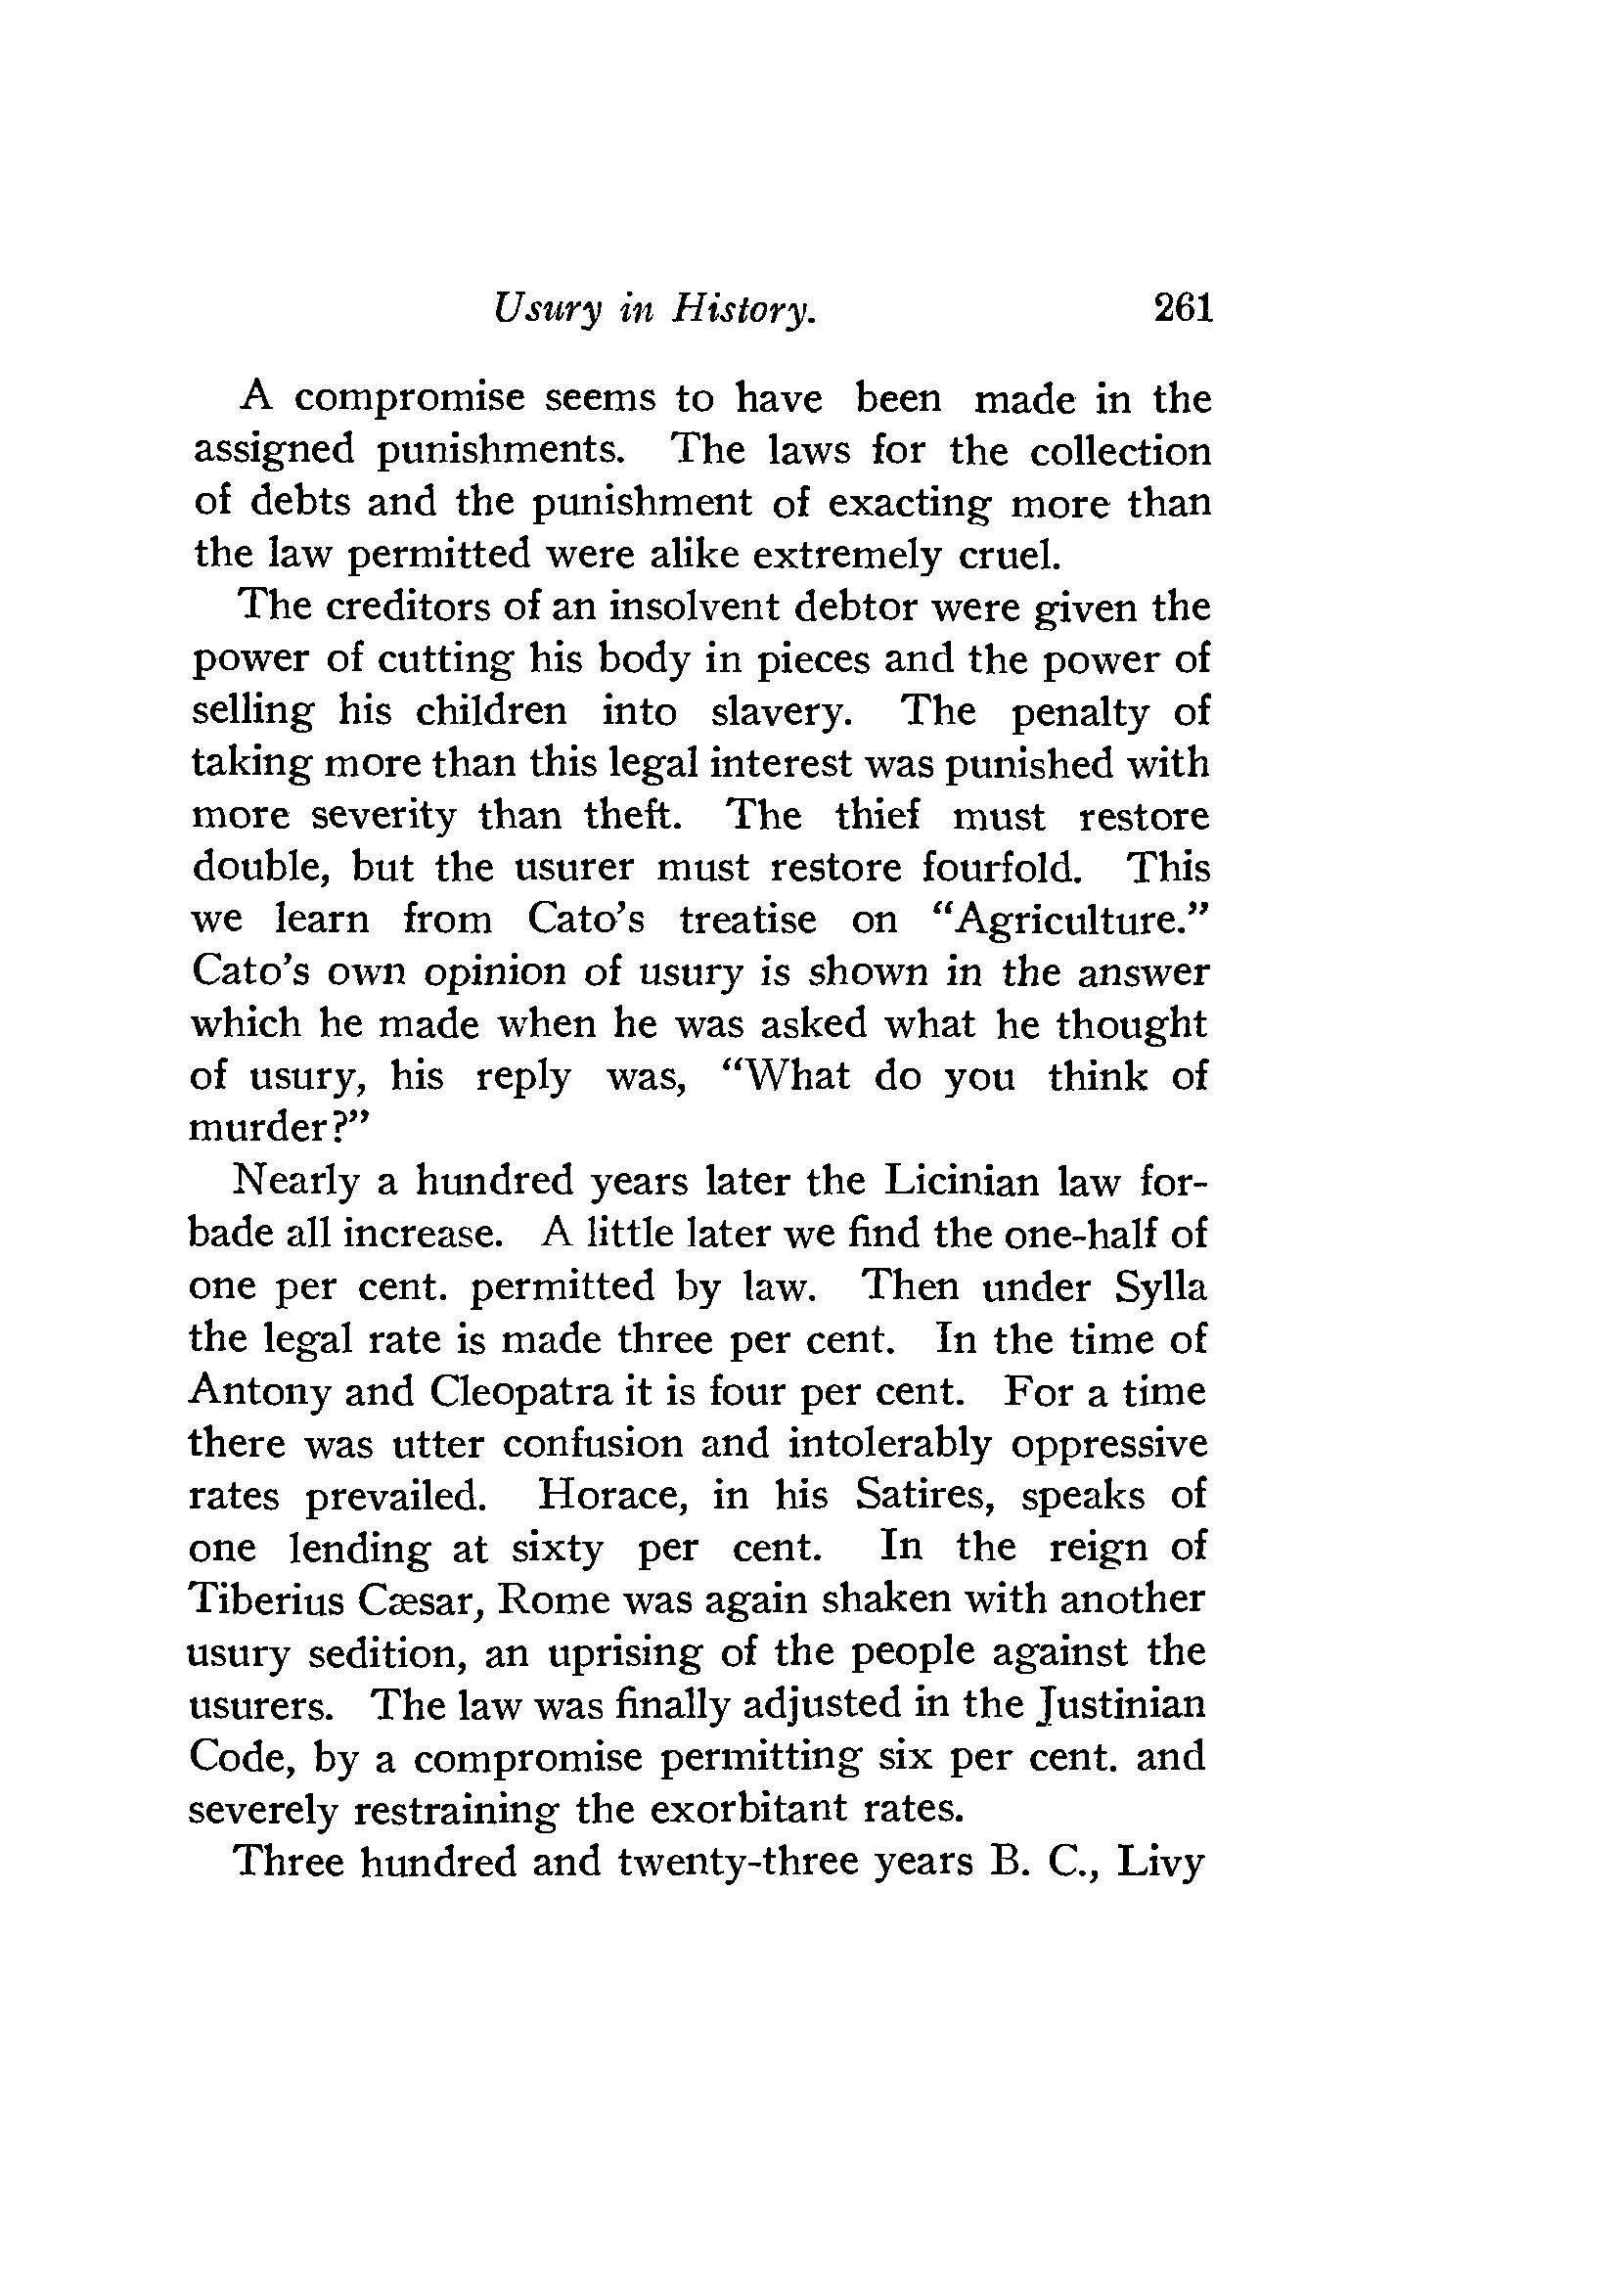 Usury in History. 261
A compromise seems to have been made in the
assigned punishments. The laws for the collection
of debts and the punishment of exacting more than
the law permitted were alike extremely cruel.
The creditors of an insolvent debtor were given the
power of cutting his body in pieces and the power of
selling his children into slavery. The penalty of
taking more than this legal interest was punished with
more severity than theft. The thief must restore
double, but the usurer must restore fourfold. This
we learn from Cato's treatise on “Agriculture.”
Cato's own opinion of usury is shown in the answer
which he made when he was asked what he thought
of usury, his reply was, “What do you think of
murder?”
Nearly a hundred years later the Licinian law for-
bade all increase. A little later we find the one-half of
one per cent. permitted by law. Then under Sylla
the legal rate is made three per cent. In the time of
Antony and Cleopatra it is four per cent. For a time
there was utter confusion and intolerably oppressive
rates prevailed. Horace, in his Satires, speaks of
one lending at sixty per cent. In the reign of
Tiberius Cæsar, Rome was again shaken with another
usury sedition, an uprising of the people against the
usurers. The law was finally adjusted in the Justinian
Code, by a compromise permitting six per cent. and
severely restraining the exorbitant rates.
Three hundred and twenty-three years B. C., Livy